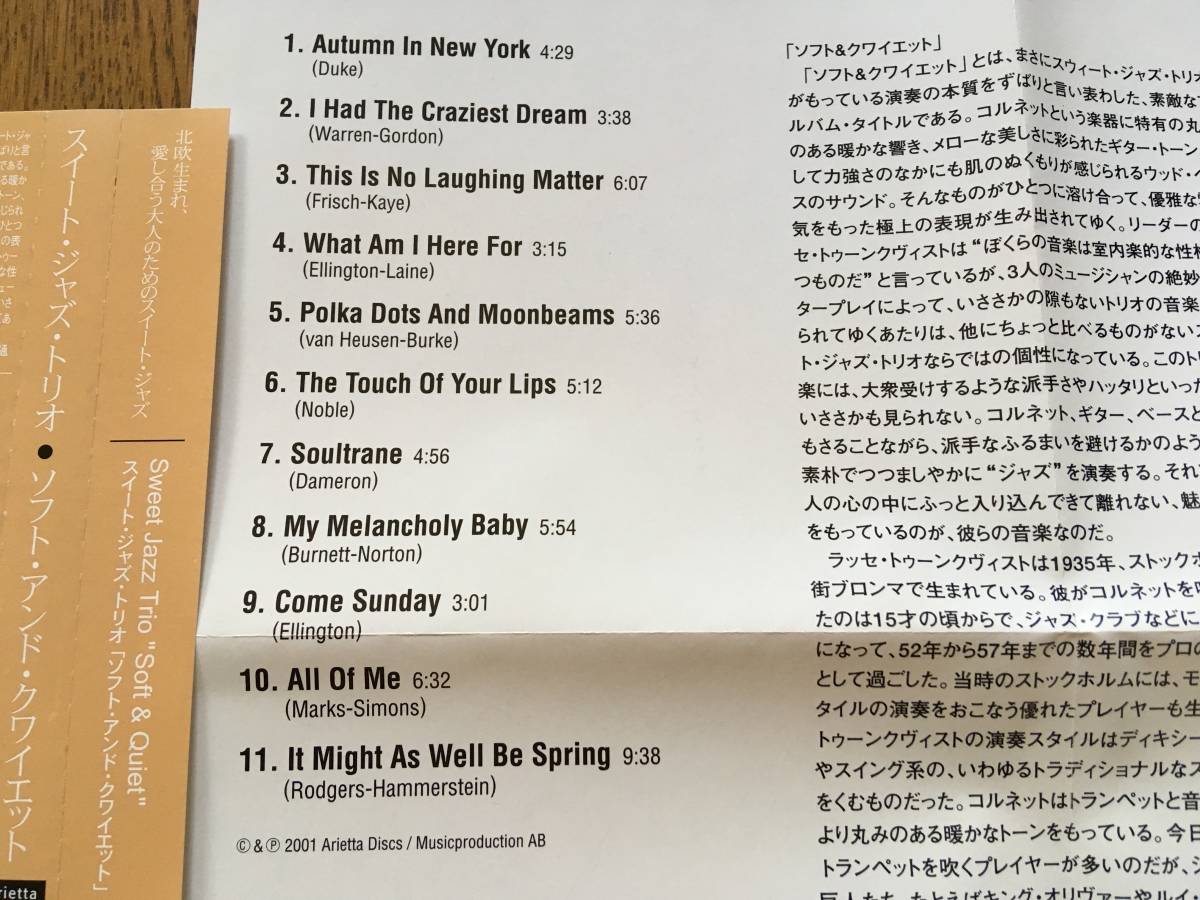 1. Autumn In New York 4:29
(Duke)
2. I Had The Craziest Dream 3:38
(Warren-Gordon)
3. This Is No Laughing Matter 6:07
(Frisch-Kaye)
4. What Am I Here For 3:15
(Ellington-Laine)
5. Polka Dots And Moonbeams 5:36
(van Heusen-Burke)
6. The Touch Of Your Lips 5:12
(Noble)
7. Soultrane 4:56
(Dameron)
8. My Melancholy Baby 5:54
(Burnett-Norton)
9. Come Sunday 3:01
(Ellington)
10. All Of Me 6:32
(Marks-Simons)
11. It Might As Well Be Spring 9:38
(Rodgers-Hammerstein)
© & ℗ 2001 Arietta Discs / Musicproduction AB
「ソフト&クワイエット」
「ソフト&クワイエット」とは、まさにスウィート・ジャズ・トリオ
がもっている演奏の本質をずばりと言い表わした、素敵な
ルバム・タイトルである。コルネットという楽器に特有の丸
のある暖かな響き、メローな美しさに彩られたギター・トーン
して力強さのなかにも肌のぬくもりが感じられるウッド・
スのサウンド。そんなものがひとつに溶け合って、優雅な
気をもった極上の表現が生み出されてゆく。リーダーの
セ・トゥーンクヴィストは“ぼくらの音楽は室内楽的な性
つものだ”と言っているが、3人のミュージシャンの絶妙
タープレイによって、いささかの隙もないトリオの音楽
られてゆくあたりは、他にちょっと比べるものがない
ト・ジャズ・トリオならではの個性になっている。このト
楽には、大衆受けするような派手さやハッタリといった
いささかも見られない。コルネット、ギター、ベースと
もさることながら、派手なふるまいを避けるかのよう
素朴でつつましやかに“ジャズ”を演奏する。それ
人の心の中にふっと入り込んできて離れない、魅
をもっているのが、彼らの音楽なのだ。
ラッセ・トゥーンクヴィストは1935年、ストックホ
街ブロンマで生まれている。彼がコルネットを
たのは15才の頃からで、ジャズ・クラブなどに
になって、52年から57年までの数年間をプロの
として過ごした。当時のストックホルムには、モ
タイルの演奏をおこなう優れたプレイヤーも生
トゥーンクヴィストの演奏スタイルはディキシー
やスイング系の、いわゆるトラディショナルなス
をくむものだった。コルネットはトランペットと音
より丸みのある暖かなトーンをもっている。今日
トランペットを吹くプレイヤーが多いのだが、
巨人たち、たとえばキング・オリヴァーやルイ・
北欧生まれ、
愛し合う大人のためのスイート・ジャズ
Sweet Jazz Trio "Soft & Quiet"
スイート・ジャズ・トリオ「ソフト・アンド・クワイエット」
スイート・ジャズ・トリオ●ソフト・アンド・クワイエット
rietta